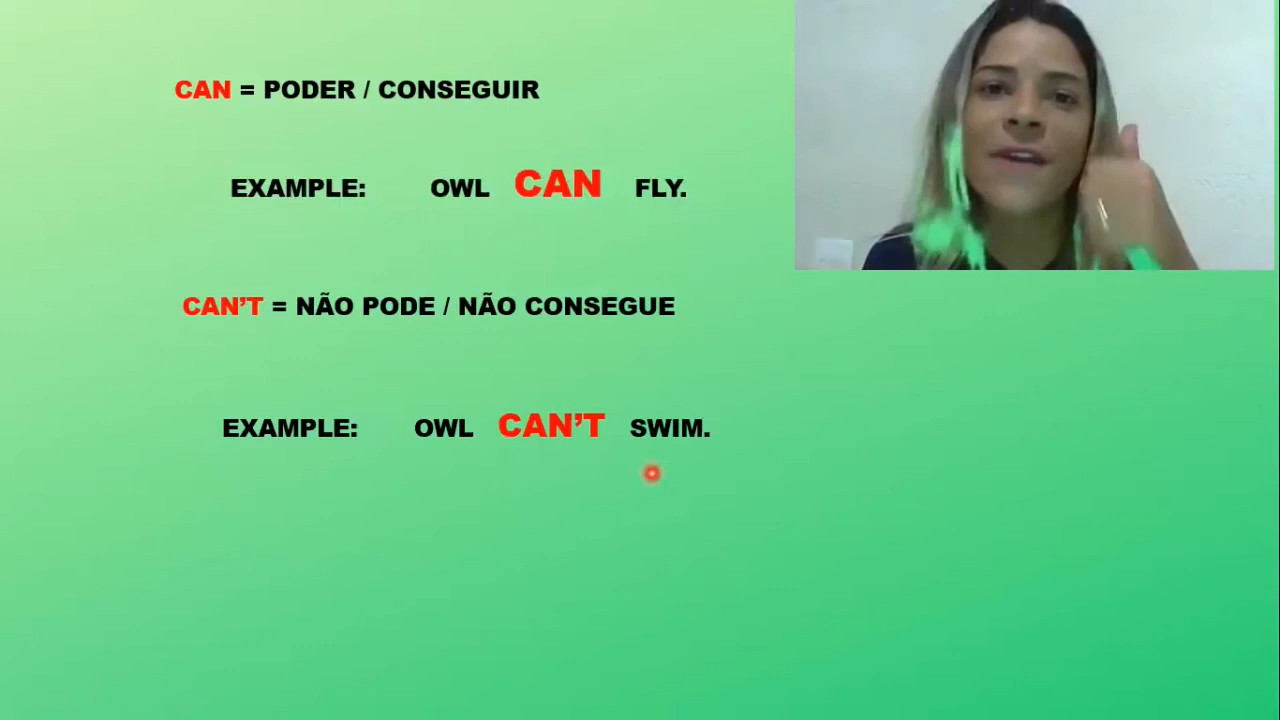 CAN = PODER / CONSEGUIR
EXAMPLE: OWL CAN FLY.
CAN'T = NÃO PODE / NÃO CONSEGUE
EXAMPLE: OWL CAN'T SWIM.